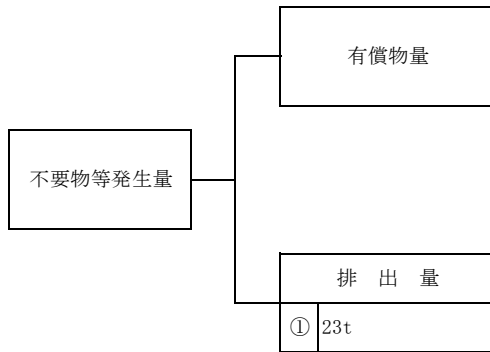 有償物量
不要物等発生量
排　出　量
① 23t